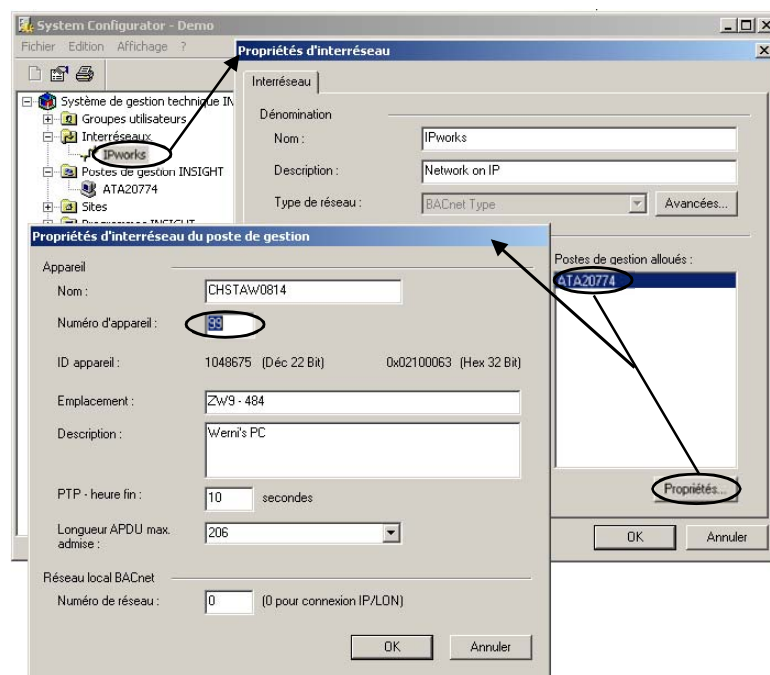 System Configurator - Demo
Fichier Edition Affichage ?
Système de gestion technique IN
Groupes utilisateurs
Interréseaux
IPworks
Postes de gestion INSIGHT
ATA20774
Sites
Programmes INSIGHT
Propriétés d'interréseau
Interréseau
Dénomination
Nom : IPworks
Description : Network on IP
Type de réseau : BACnet Type Avancées...
Postes de gestion alloués :
ATA20774
Propriétés...
OK Annuler
Propriétés d'interréseau du poste de gestion
Appareil
Nom : CHSTAW0814
Numéro d'appareil : 99
ID appareil : 1048675 (Déc 22 Bit) 0x02100063 (Hex 32 Bit)
Emplacement : ZW9 - 484
Description : Werni's PC
PTP - heure fin : 10 secondes
Longueur APDU max.
admise : 206
Réseau local BACnet
Numéro de réseau : 0 (0 pour connexion IP/LON)
OK Annuler